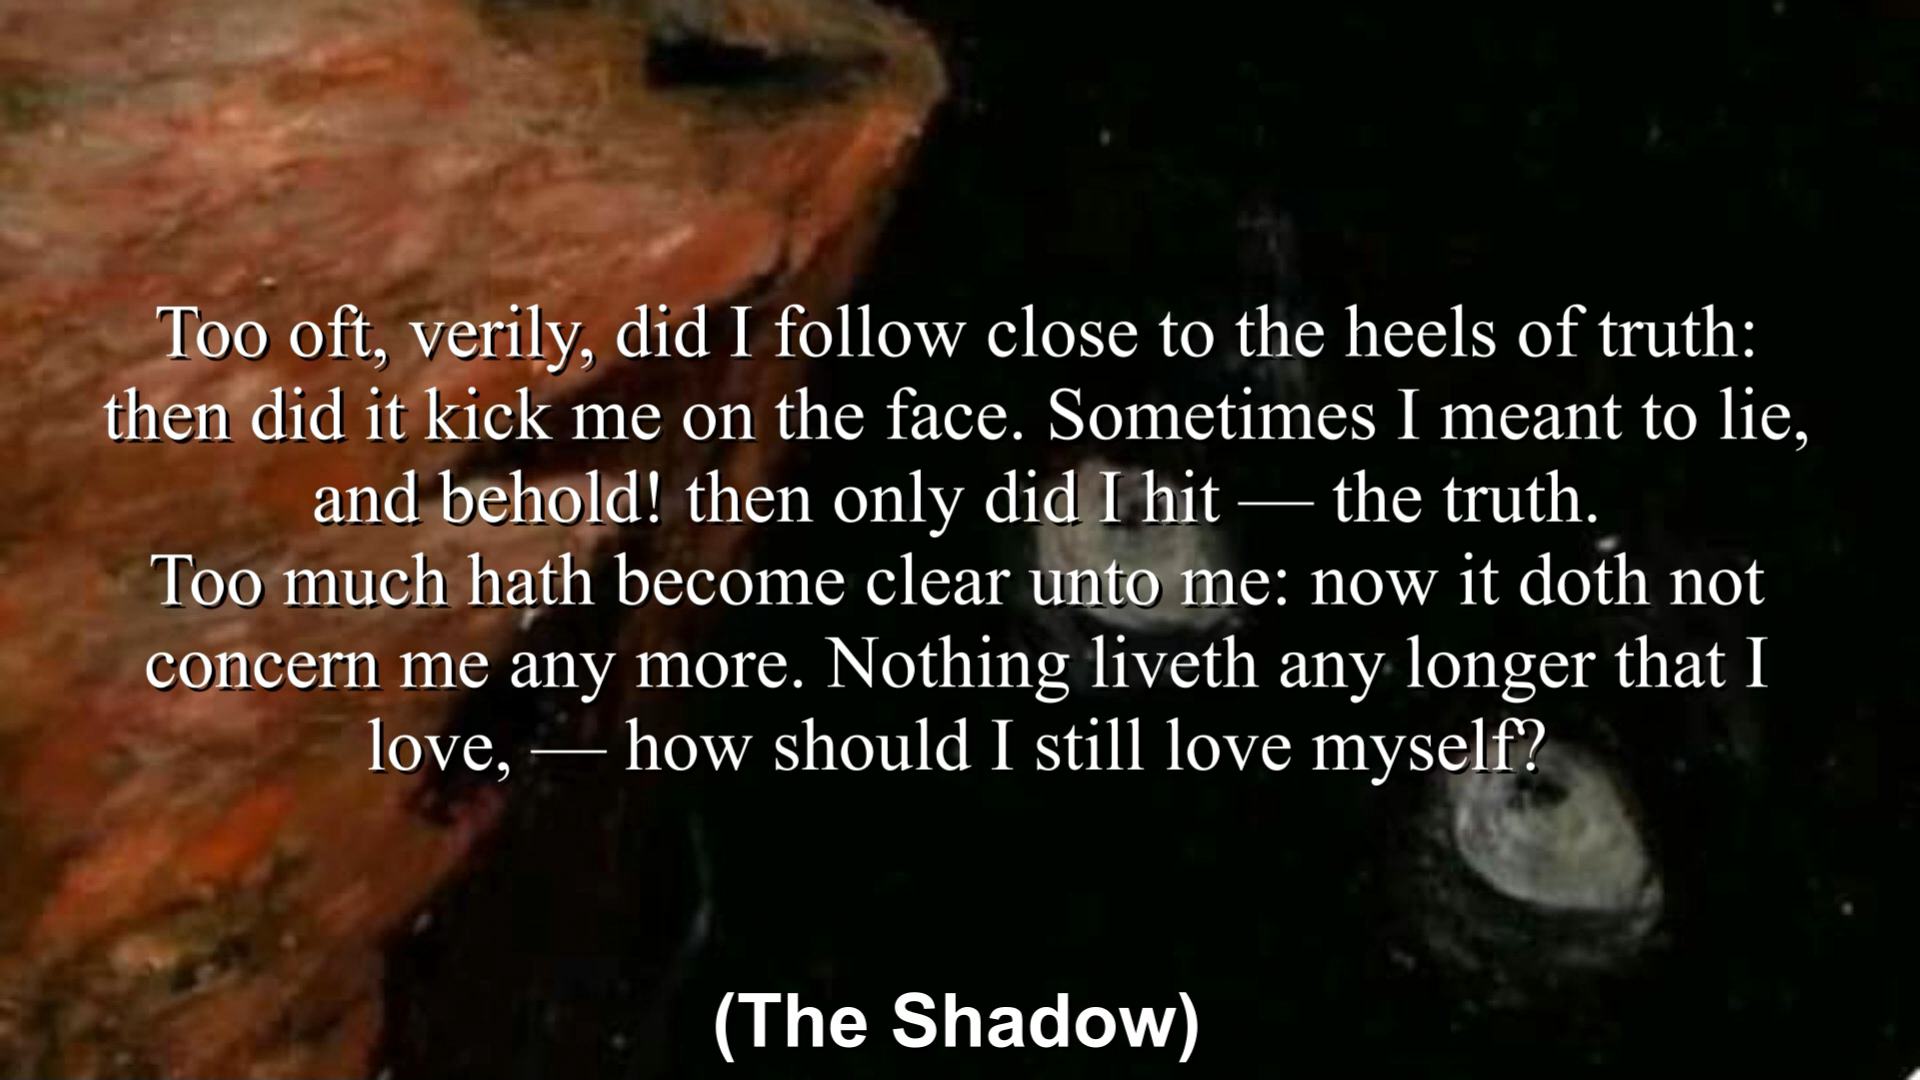 Too oft, verily, did I follow close to the heels of truth:
then did it kick me on the face. Sometimes I meant to lie,
and behold! then only did I hit — the truth.
Too much hath become clear unto me: now it doth not
concern me any more. Nothing liveth any longer that I
love, — how should I still love myself?
(The Shadow)